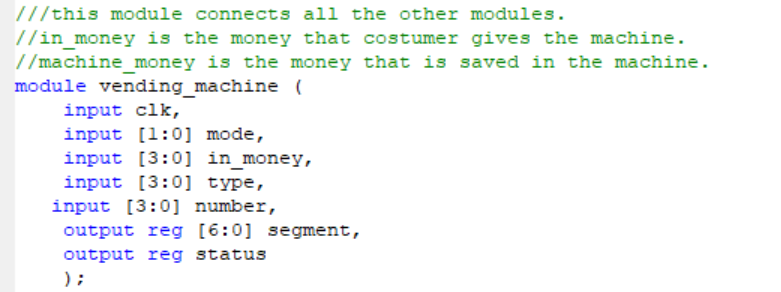 ///this module connects all the other modules.
//in_money is the money that costumer gives the machine.
//machine_money is the money that is saved in the machine.
module vending_machine (
input clk,
input [1:0] mode,
input [3:0] in_money,
input [3:0] type,
input [3:0] number,
output reg [6:0] segment,
output reg status
);